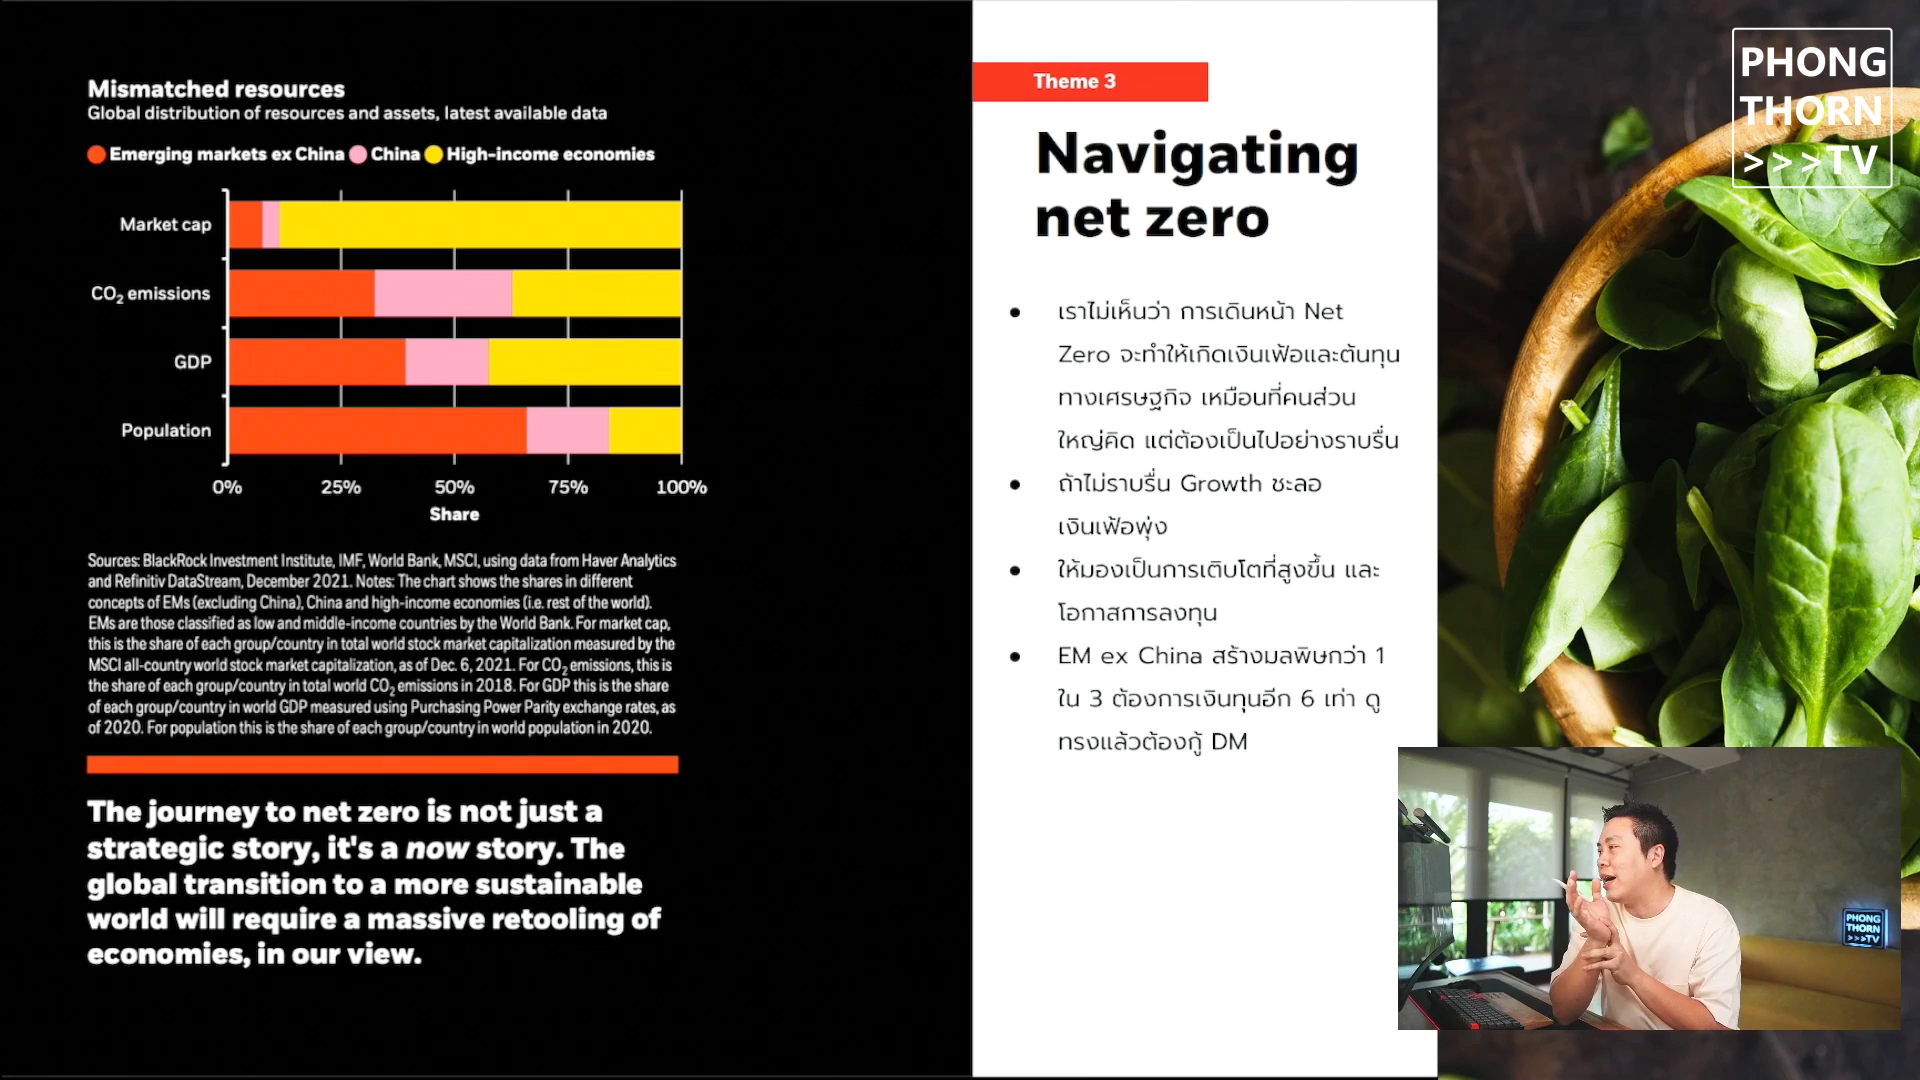 Mismatched resources
Global distribution of resources and assets, latest available data
Emerging markets ex China China High-income economies
Market cap
CO₂ emissions
GDP
Population
0% 25% 50% 75% 100%
Share
Sources: BlackRock Investment Institute, IMF, World Bank, MSCI, using data from Haver Analytics
and Refinitiv DataStream, December 2021. Notes: The chart shows the shares in different
concepts of EMs (excluding China), China and high-income economies (i.e. rest of the world).
EMs are those classified as low and middle-income countries by the World Bank. For market cap,
this is the share of each group/country in total world stock market capitalization measured by the
MSCI all-country world stock market capitalization, as of Dec. 6, 2021. For CO₂ emissions, this is
the share of each group/country in total world CO₂ emissions in 2018. For GDP this is the share
of each group/country in world GDP measured using Purchasing Power Parity exchange rates, as
of 2020. For population this is the share of each group/country in world population in 2020.
The journey to net zero is not just a
strategic story, it's a now story. The
global transition to a more sustainable
world will require a massive retooling of
economies, in our view.
Theme 3
Navigating
net zero
• เราไม่เห็นว่า การเดินหน้า Net
Zero จะทำให้เกิดเงินเฟ้อและต้นทุน
ทางเศรษฐกิจ เหมือนที่คนส่วน
ใหญ่คิด แต่ต้องเป็นไปอย่างราบรื่น
• ถ้าไม่ราบรื่น Growth ชะลอ
เงินเฟ้อพุ่ง
• ให้มองเป็นการเติบโตที่สูงขึ้น และ
โอกาสการลงทุน
• EM ex China สร้างมลพิษกว่า 1
ใน 3 ต้องการเงินทุนอีก 6 เท่า ดู
ทรงแล้วต้องกู้ DM
PHONG
THORN
>>>TV
PHONG
THORN
>>>TV